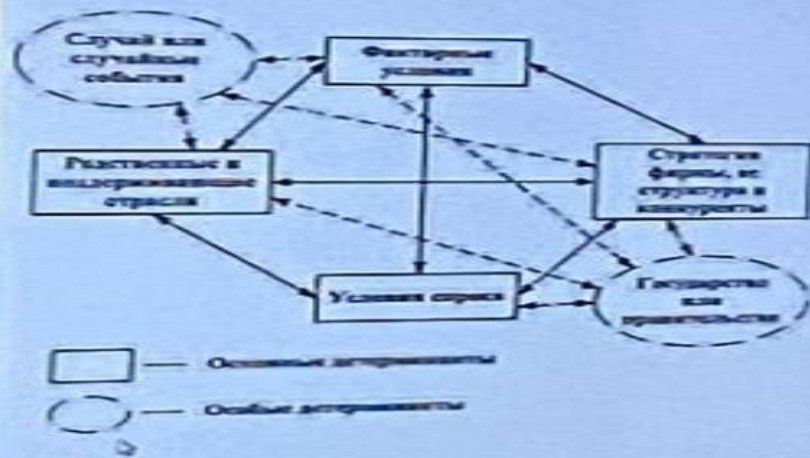 Случай или
случайные
события
Факторные
условия
Родственные и
поддерживающие
отрасли
Стратегия
фирмы, ее
структура и
конкуренты
Условия спроса
Государство
или
правительство
— Основные детерминанты
— Особые детерминанты